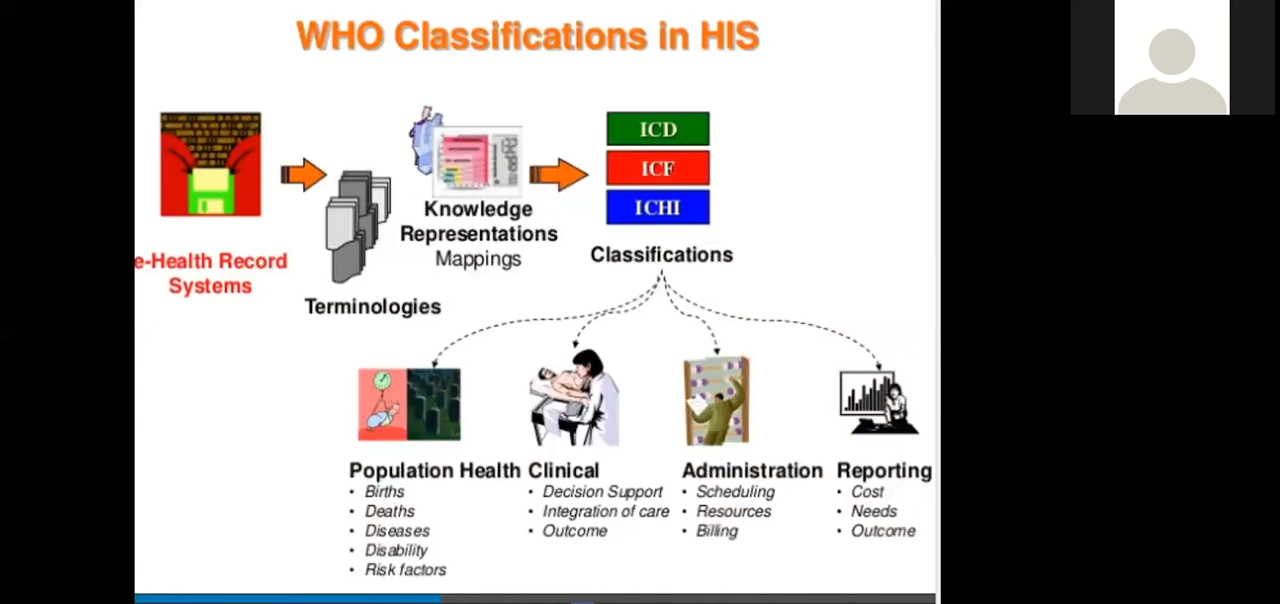 WHO Classifications in HIS
ICD
ICF
ICHI
Knowledge
Representations
Mappings
Classifications
e-Health Record
Systems
Terminologies
Population Health
• Births
• Deaths
• Diseases
• Disability
• Risk factors
Clinical
• Decision Support
• Integration of care
• Outcome
Administration
• Scheduling
• Resources
• Billing
Reporting
• Cost
• Needs
• Outcome